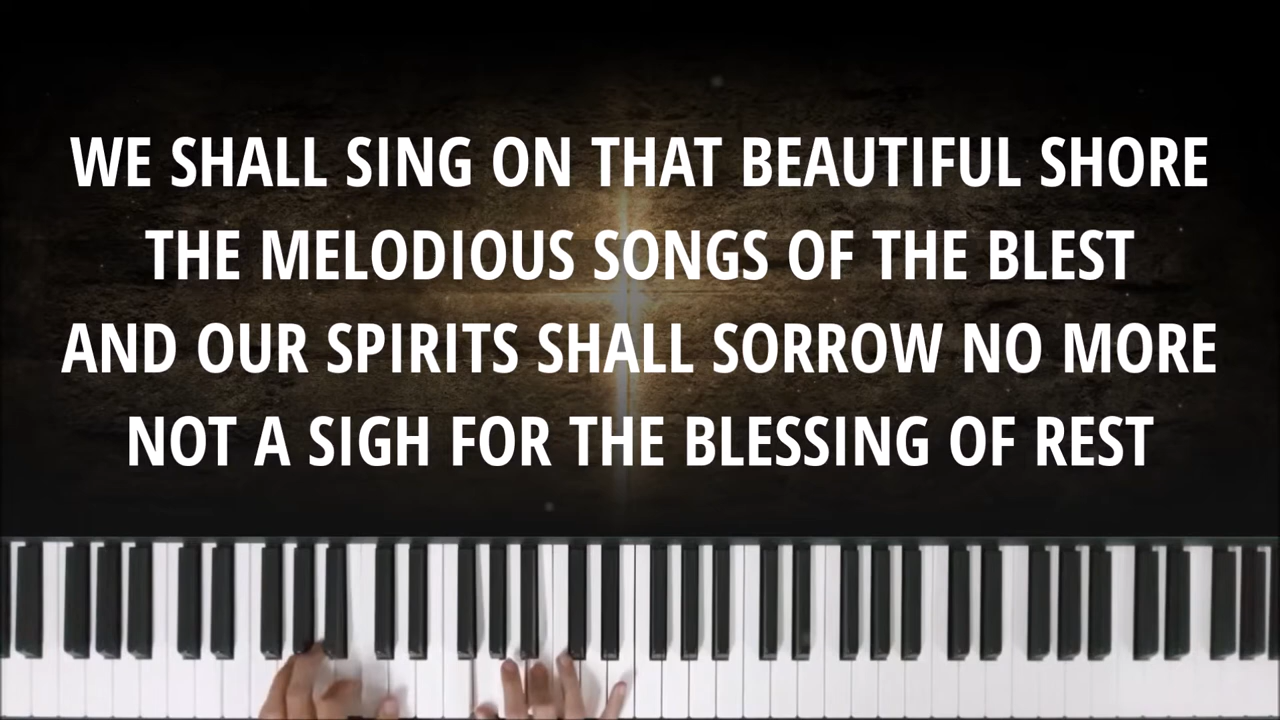 WE SHALL SING ON THAT BEAUTIFUL SHORE
THE MELODIOUS SONGS OF THE BLEST
AND OUR SPIRITS SHALL SORROW NO MORE
NOT A SIGH FOR THE BLESSING OF REST